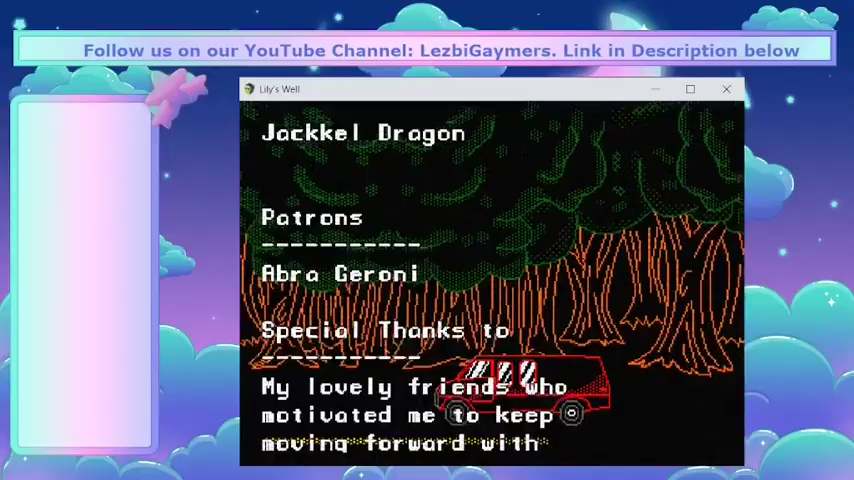 Follow us on our YouTube Channel: LezbiGaymers. Link in Description below
Lily's Well
Jackkel Dragon
Patrons
-----------
Abra Geroni
Special Thanks to
-----------
My lovely friends who
motivated me to keep
moving forward with